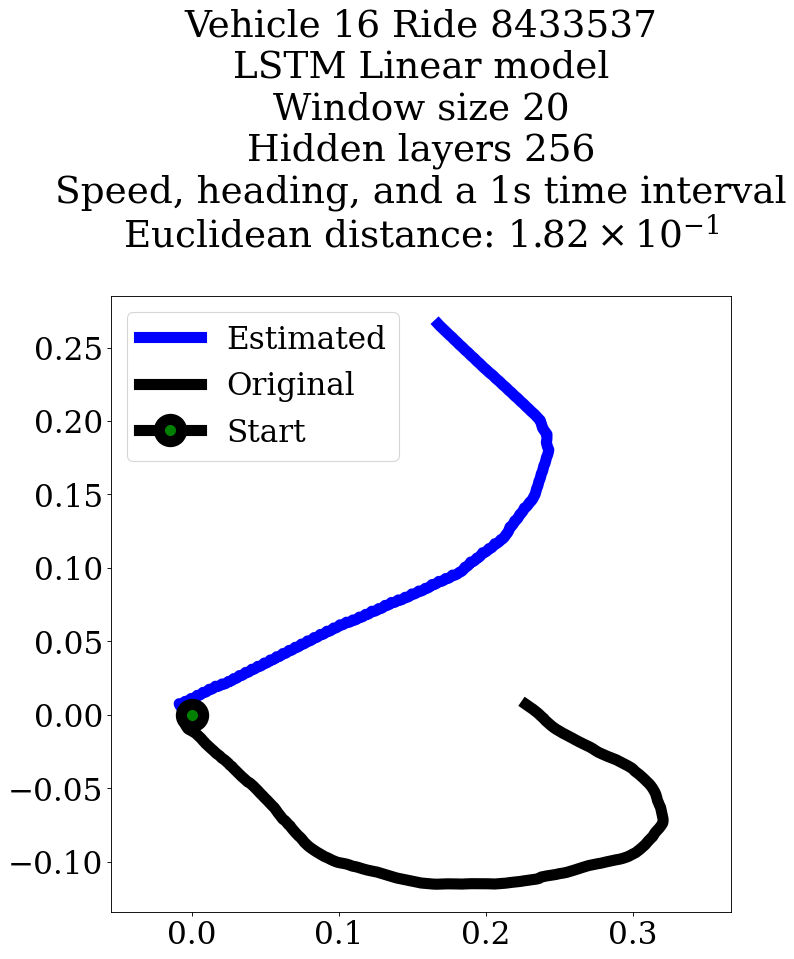 Vehicle 16 Ride 8433537
LSTM Linear model
Window size 20
Hidden layers 256
Speed, heading, and a 1s time interval
Euclidean distance: 1.82 × 10⁻¹
Estimated
Original
Start
0.25
0.20
0.15
0.10
0.05
0.00
−0.05
−0.10
0.0 0.1 0.2 0.3